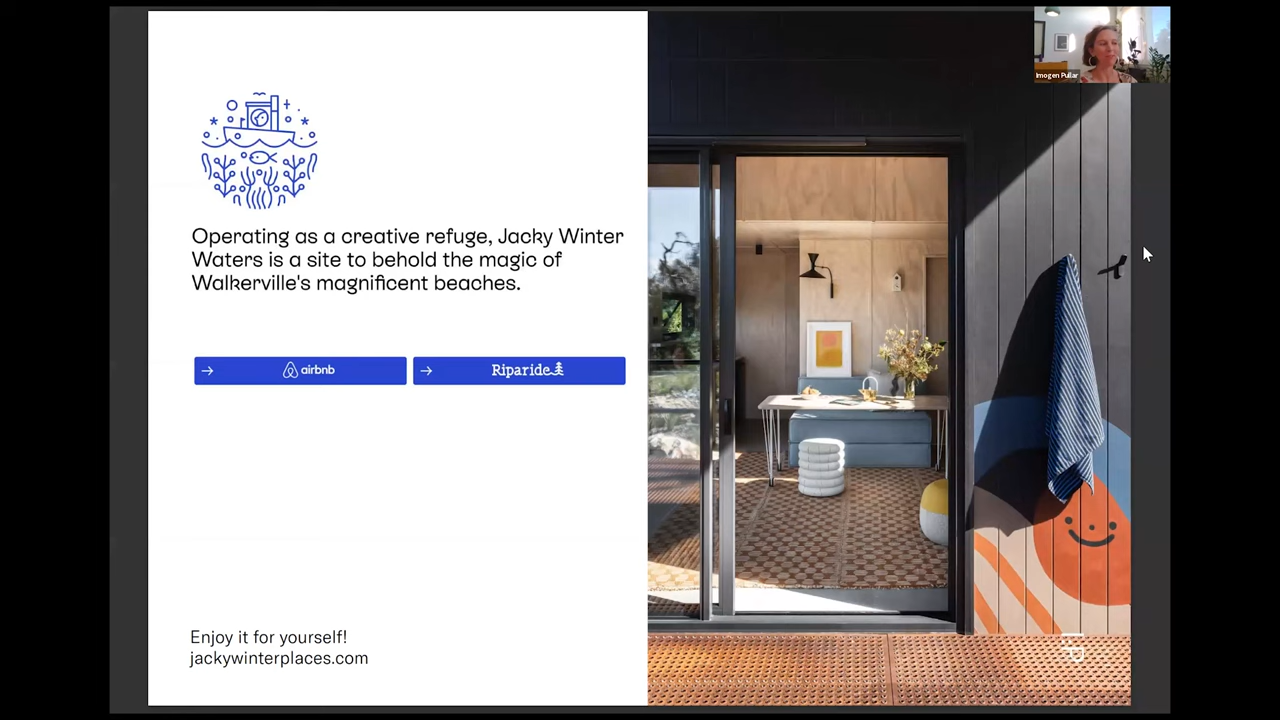 Imogen Pullar
Operating as a creative refuge, Jacky Winter
Waters is a site to behold the magic of
Walkerville's magnificent beaches.
→ airbnb
→ Riparide
Enjoy it for yourself!
jackywinterplaces.com